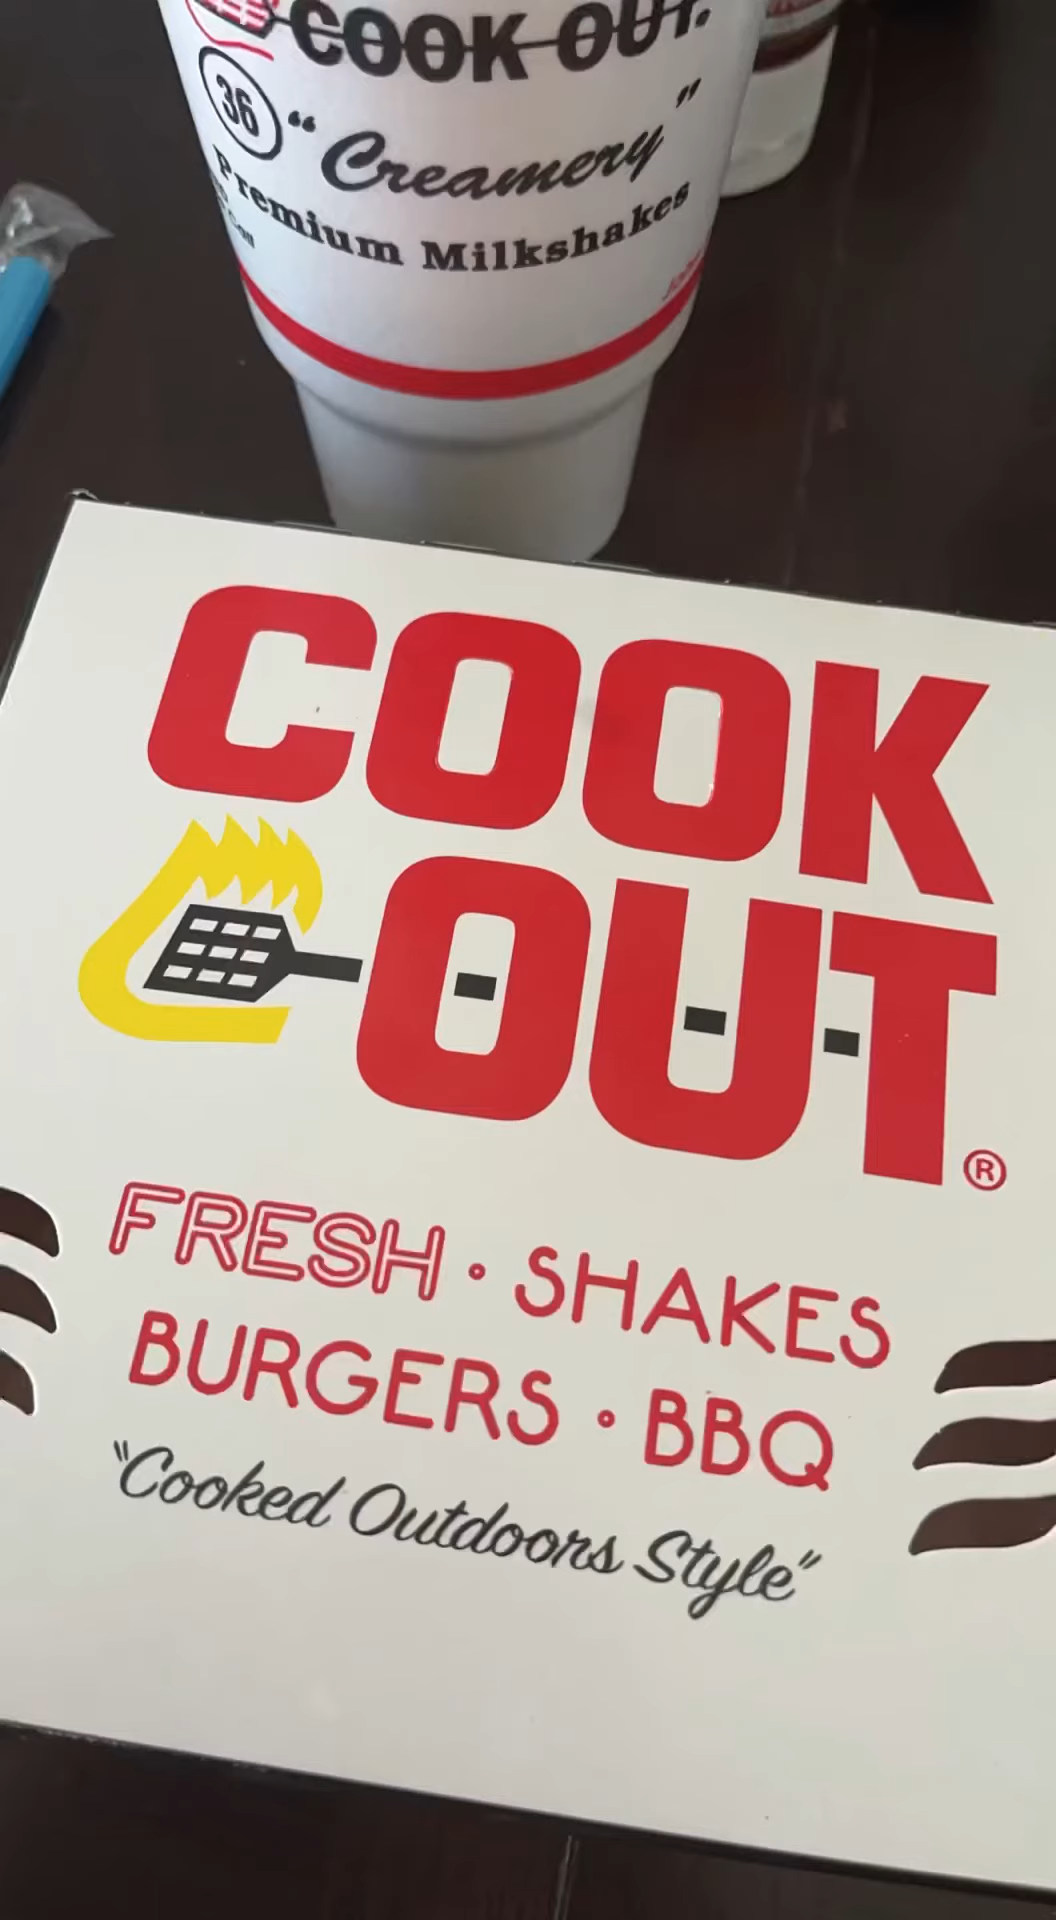 COOK OUT.
36
"Creamery"
Premium Milkshakes
COOK
OUT®
FRESH • SHAKES
BURGERS • BBQ
"Cooked Outdoors Style"